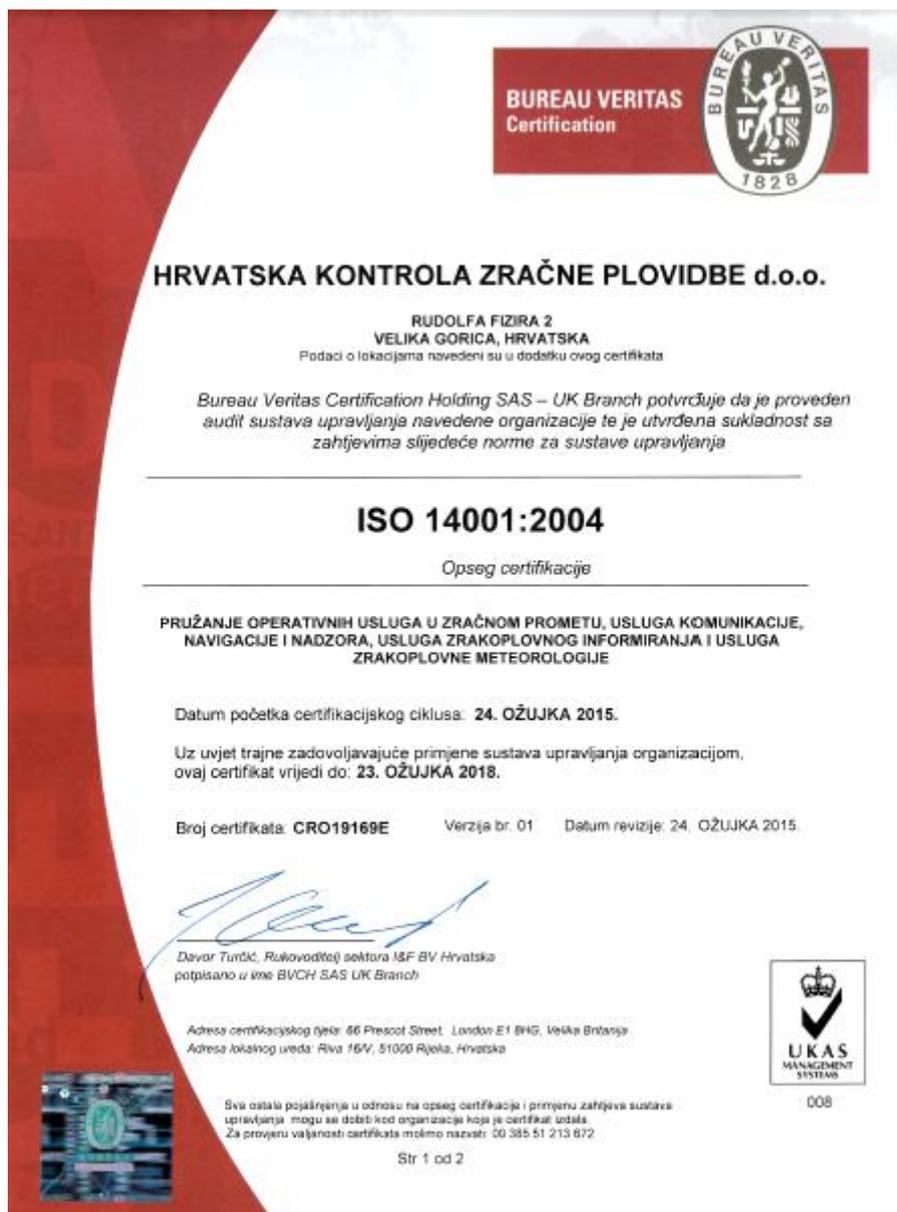 BUREAU VERITAS
Certification
BUREAU VERITAS
1828
HRVATSKA KONTROLA ZRAČNE PLOVIDBE d.o.o.
RUDOLFA FIZIRA 2
VELIKA GORICA, HRVATSKA
Podaci o lokacijama navedeni su u dodatku ovog certifikata
Bureau Veritas Certification Holding SAS – UK Branch potvrđuje da je proveden
audit sustava upravljanja navedene organizacije te je utvrđena sukladnost sa
zahtjevima slijedeće norme za sustave upravljanja
ISO 14001:2004
Opseg certifikacije
PRUŽANJE OPERATIVNIH USLUGA U ZRAČNOM PROMETU, USLUGA KOMUNIKACIJE,
NAVIGACIJE I NADZORA, USLUGA ZRAKOPLOVNOG INFORMIRANJA I USLUGA
ZRAKOPLOVNE METEOROLOGIJE
Datum početka certifikacijskog ciklusa: 24. OŽUJKA 2015.
Uz uvjet trajne zadovoljavajuće primjene sustava upravljanja organizacijom,
ovaj certifikat vrijedi do: 23. OŽUJKA 2018.
Broj certifikata: CRO19169E Verzija br. 01 Datum revizije: 24. OŽUJKA 2015.
Davor Turčić, Rukovoditelj sektora I&F BV Hrvatska
potpisano u ime BVCH SAS UK Branch
Adresa certifikacijskog tijela: 66 Prescot Street, London E1 8HG, Velika Britanija
Adresa lokalnog ureda: Riva 16/V, 51000 Rijeka, Hrvatska
UKAS
MANAGEMENT
SYSTEMS
008
Sva ostala pojašnjenja u odnosu na opseg certifikacije i primjenu zahtjeva sustava
upravljanja mogu se dobiti kod organizacije koja je certifikat izdala.
Za provjeru valjanosti certifikata molimo nazvati: 00 385 51 213 672
Str 1 od 2